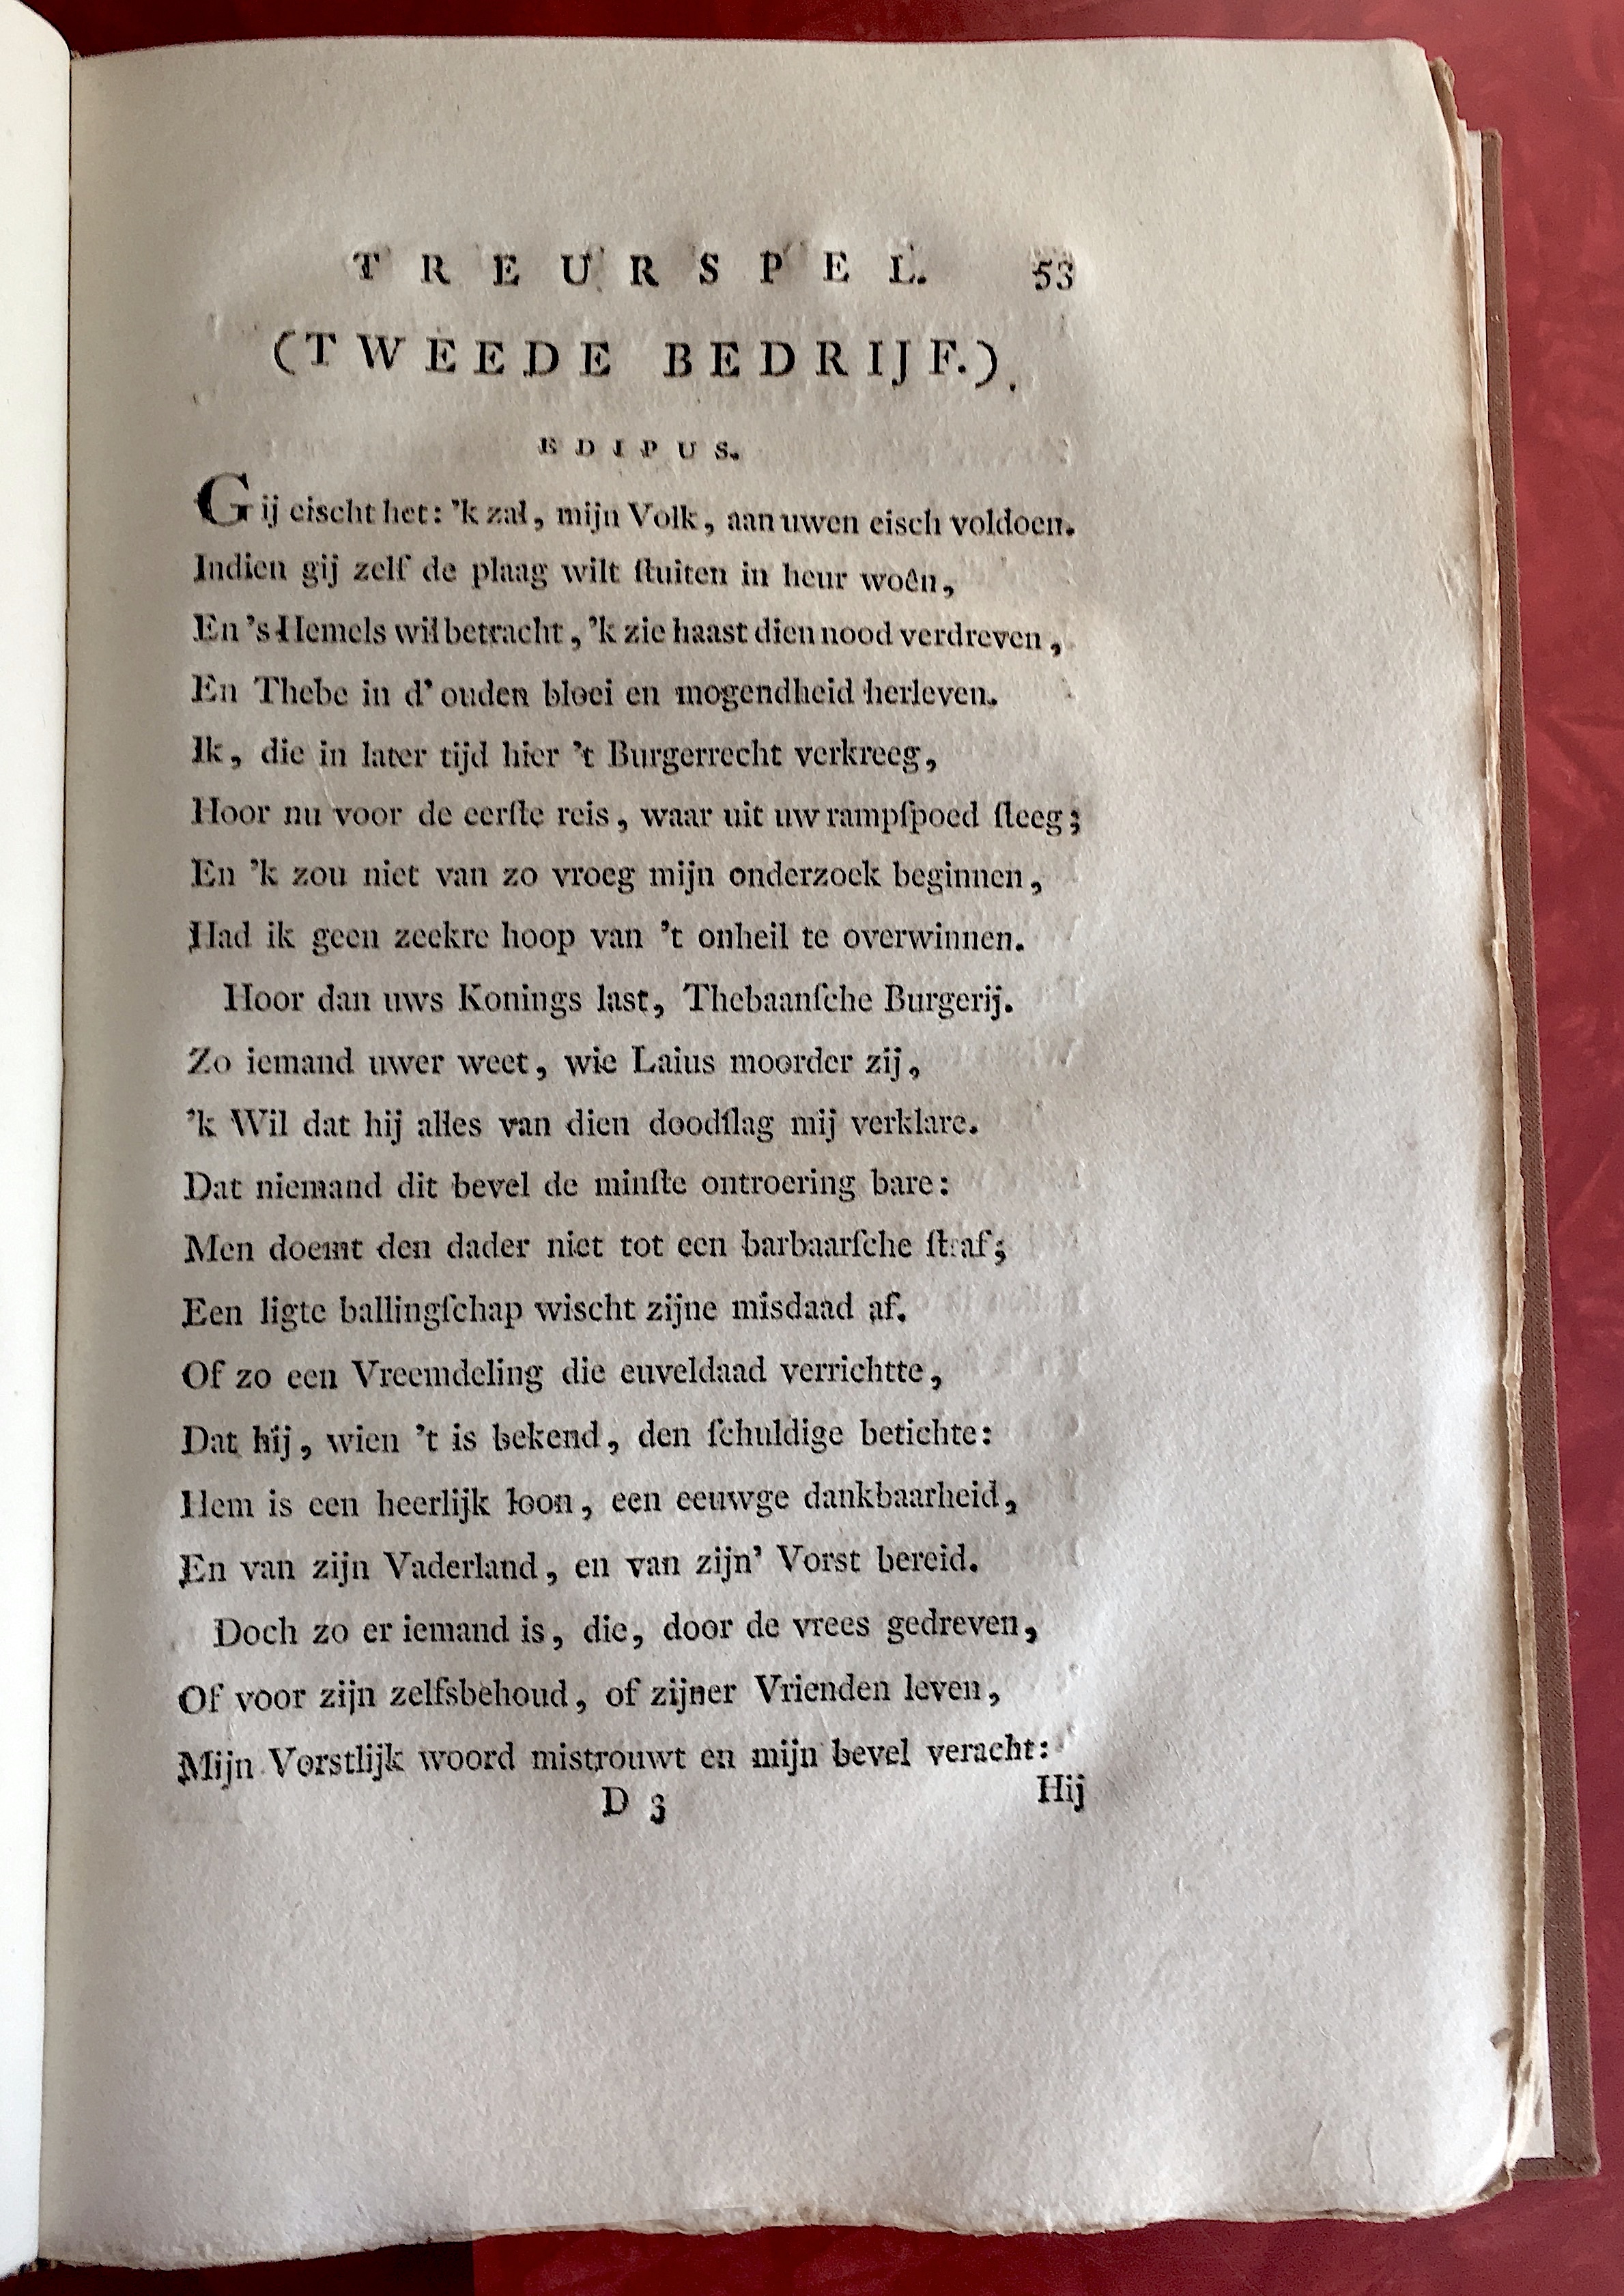 TREURSPEL. 53
(TWEEDE BEDRIJF.)
EDIPUS.
Gij eischt het: 'k zal, mijn Volk, aan uwen eisch voldoen.
Indien gij zelf de plaag wilt ſtuiten in heur woên,
En 's Hemels wil betracht, 'k zie haast dien nood verdreven,
En Thebe in d' ouden bloei en mogendheid herleven.
Ik, die in later tijd hier 't Burgerrecht verkreeg,
Hoor nu voor de eerſte reis, waar uit uw rampſpoed ſteeg;
En 'k zou niet van zo vroeg mijn onderzoek beginnen,
Had ik geen zeekre hoop van 't onheil te overwinnen.
Hoor dan uws Konings last, Thebaanſche Burgerij.
Zo iemand uwer weet, wie Laius moorder zij,
'k Wil dat hij alles van dien doodſlag mij verklare.
Dat niemand dit bevel de minſte ontroering bare:
Men doemt den dader niet tot een barbaarſche ſtraf;
Een ligte ballingſchap wischt zijne misdaad af.
Of zo een Vreemdeling die euveldaad verrichtte,
Dat hij, wien 't is bekend, den ſchuldige betichte:
Hem is een heerlijk loon, een eeuwge dankbaarheid,
En van zijn Vaderland, en van zijn' Vorst bereid.
Doch zo er iemand is, die, door de vrees gedreven,
Of voor zijn zelfsbehoud, of zijner Vrienden leven,
Mijn Vorstlijk woord mistrouwt en mijn bevel veracht:
D 3 Hij